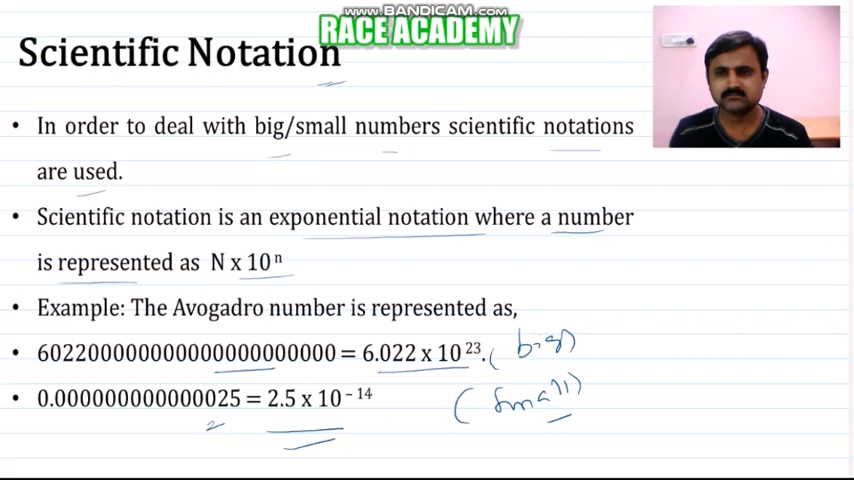 www.BANDICAM.com
RACE ACADEMY
Scientific Notation
• In order to deal with big/small numbers scientific notations
are used.
• Scientific notation is an exponential notation where a number
is represented as N x 10ⁿ
• Example: The Avogadro number is represented as,
• 602200000000000000000000 = 6.022 x 10²³. (big)
• 0.000000000000025 = 2.5 x 10⁻¹⁴ (small)